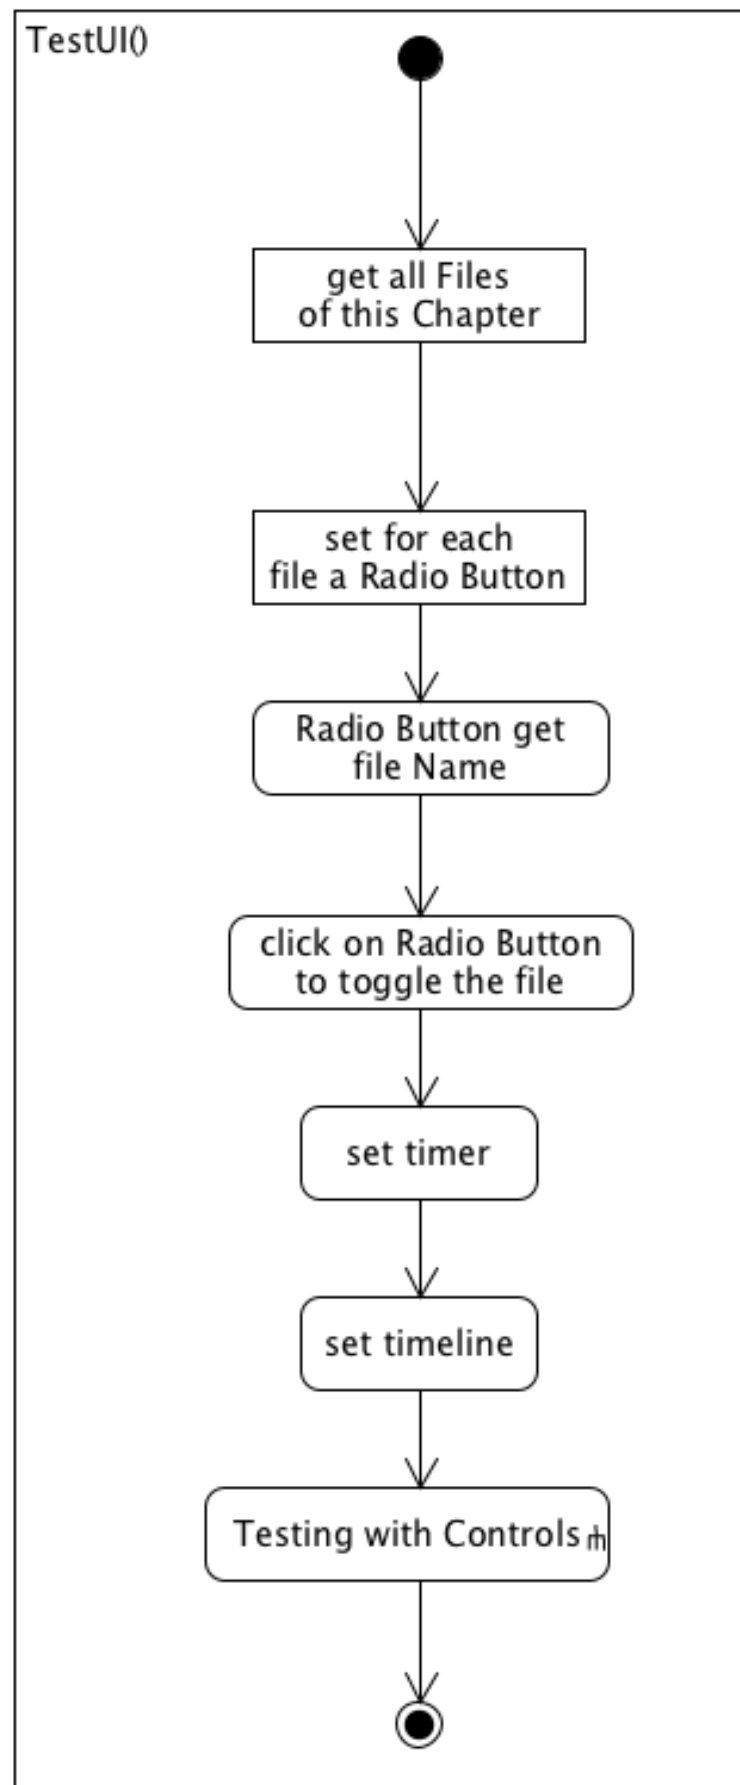 TestUI()
get all Files
of this Chapter
set for each
file a Radio Button
Radio Button get
file Name
click on Radio Button
to toggle the file
set timer
set timeline
Testing with Controls